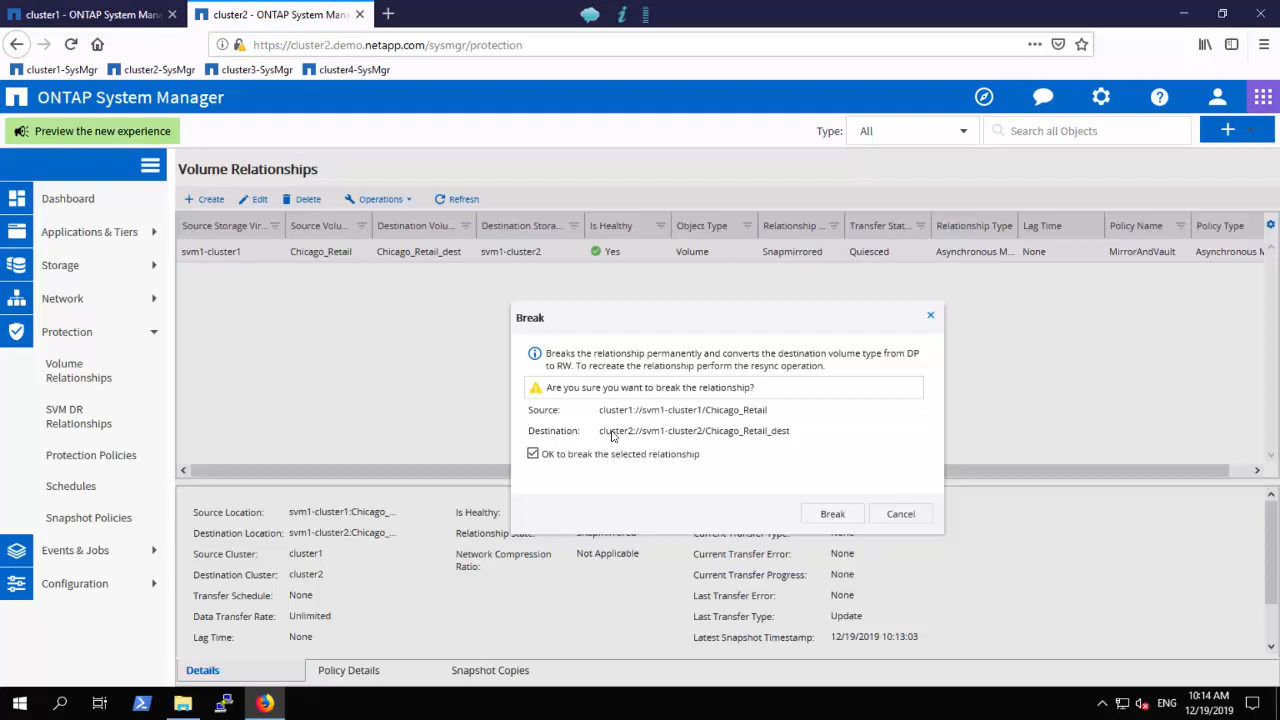 cluster1 - ONTAP System Man
cluster2 - ONTAP System Manager
https://cluster2.demo.netapp.com/sysmgr/protection
cluster1-SysMgr cluster2-SysMgr cluster3-SysMgr cluster4-SysMgr
ONTAP System Manager
Preview the new experience
Type: All Search all Objects
Dashboard
Applications & Tiers
Storage
Network
Protection
Volume
Relationships
SVM DR
Relationships
Protection Policies
Schedules
Snapshot Policies
Events & Jobs
Configuration
Volume Relationships
Create Edit Delete Operations Refresh
Source Storage Vir... Source Volu... Destination Volu... Destination Stora... Is Healthy Object Type Relationship ... Transfer Stat... Relationship Type Lag Time Policy Name Policy Type
svm1-cluster1 Chicago_Retail Chicago_Retail_dest svm1-cluster2 Yes Volume Snapmirrored Quiesced Asynchronous M... None MirrorAndVault Asynchronous M
Break
Breaks the relationship permanently and converts the destination volume type from DP
to RW. To recreate the relationship perform the resync operation.
Are you sure you want to break the relationship?
Source: cluster1://svm1-cluster1/Chicago_Retail
Destination: cluster2://svm1-cluster2/Chicago_Retail_dest
OK to break the selected relationship
Break Cancel
Source Location: svm1-cluster1:Chicago_...
Destination Location: svm1-cluster2:Chicago_...
Source Cluster: cluster1
Destination Cluster: cluster2
Transfer Schedule: None
Data Transfer Rate: Unlimited
Lag Time: None
Is Healthy:
Relationship State: Snapmirrored
Network Compression Not Applicable
Ratio:
Current Transfer Type: None
Current Transfer Error: None
Current Transfer Progress: None
Last Transfer Error: None
Last Transfer Type: Update
Latest Snapshot Timestamp: 12/19/2019 10:13:03
Details Policy Details Snapshot Copies
ENG
10:14 AM
12/19/2019